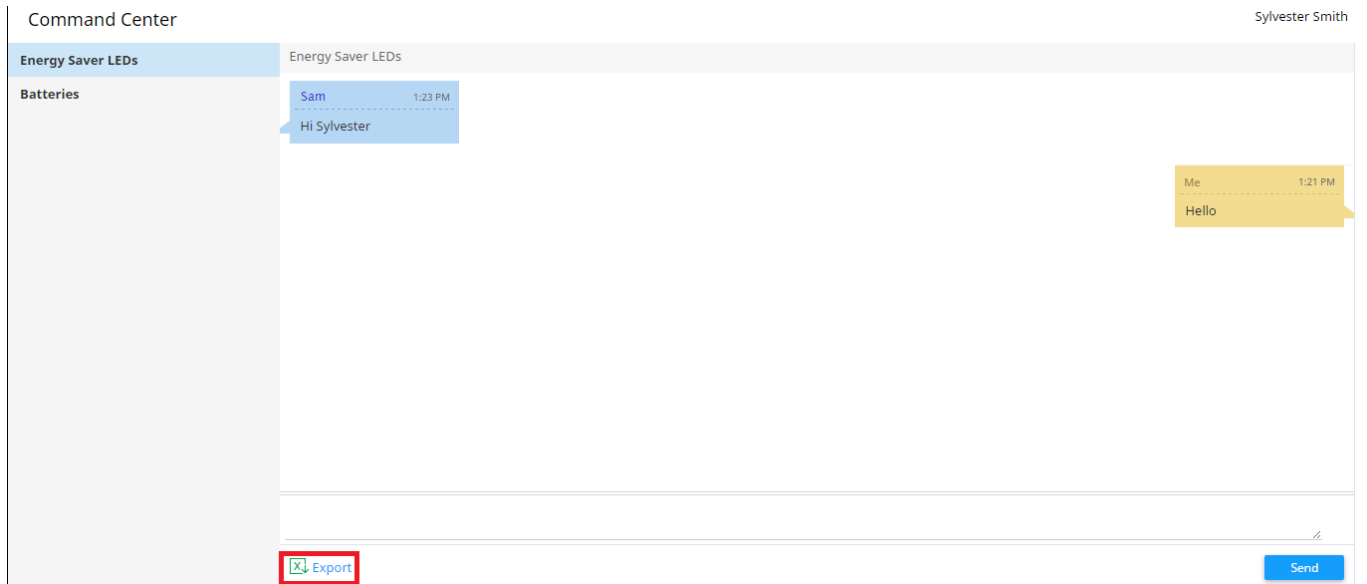 Command Center
Sylvester Smith
Energy Saver LEDs
Batteries
Energy Saver LEDs
Sam 1:23 PM
Hi Sylvester
Me 1:21 PM
Hello
Export
Send